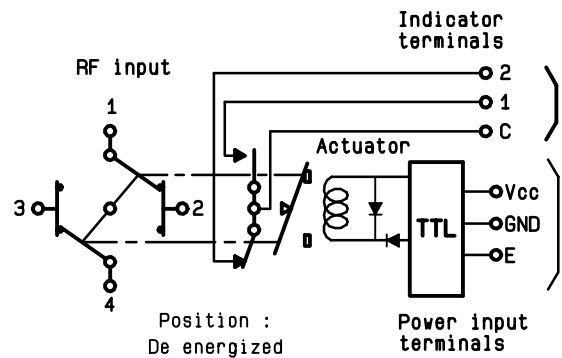 Indicator
terminals
RF input
2
1
1
C
Actuator
3
2
Vcc
TTL
GND
E
4
Position :
De energized
Power input
terminals